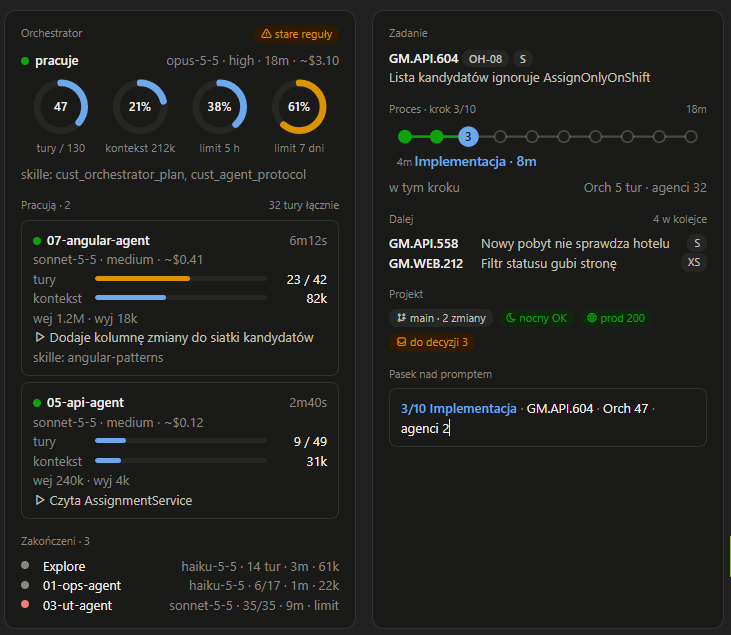 Orchestrator
stare reguły
pracuje
opus-5-5 · high · 18m · ~$3.10
47
21%
38%
61%
tury / 130
kontekst 212k
limit 5 h
limit 7 dni
skille: cust_orchestrator_plan, cust_agent_protocol
Pracują · 2
32 tury łącznie
07-angular-agent
6m12s
sonnet-5-5 · medium · ~$0.41
tury
23 / 42
kontekst
82k
wej 1.2M · wyj 18k
Dodaje kolumnę zmiany do siatki kandydatów
skille: angular-patterns
05-api-agent
2m40s
sonnet-5-5 · medium · ~$0.12
tury
9 / 49
kontekst
31k
wej 240k · wyj 4k
Czyta AssignmentService
Zakończeni · 3
Explore
haiku-5-5 · 14 tur · 3m · 61k
01-ops-agent
haiku-5-5 · 6/17 · 1m · 22k
03-ut-agent
sonnet-5-5 · 35/35 · 9m · limit
Zadanie
GM.API.604 OH-08 S
Lista kandydatów ignoruje AssignOnlyOnShift
Proces · krok 3/10
18m
3
4m Implementacja · 8m
w tym kroku
Orch 5 tur · agenci 32
Dalej
4 w kolejce
GM.API.558 Nowy pobyt nie sprawdza hotelu S
GM.WEB.212 Filtr statusu gubi stronę XS
Projekt
main · 2 zmiany
nocny OK
prod 200
do decyzji 3
Pasek nad promptem
3/10 Implementacja · GM.API.604 · Orch 47 ·
agenci 2